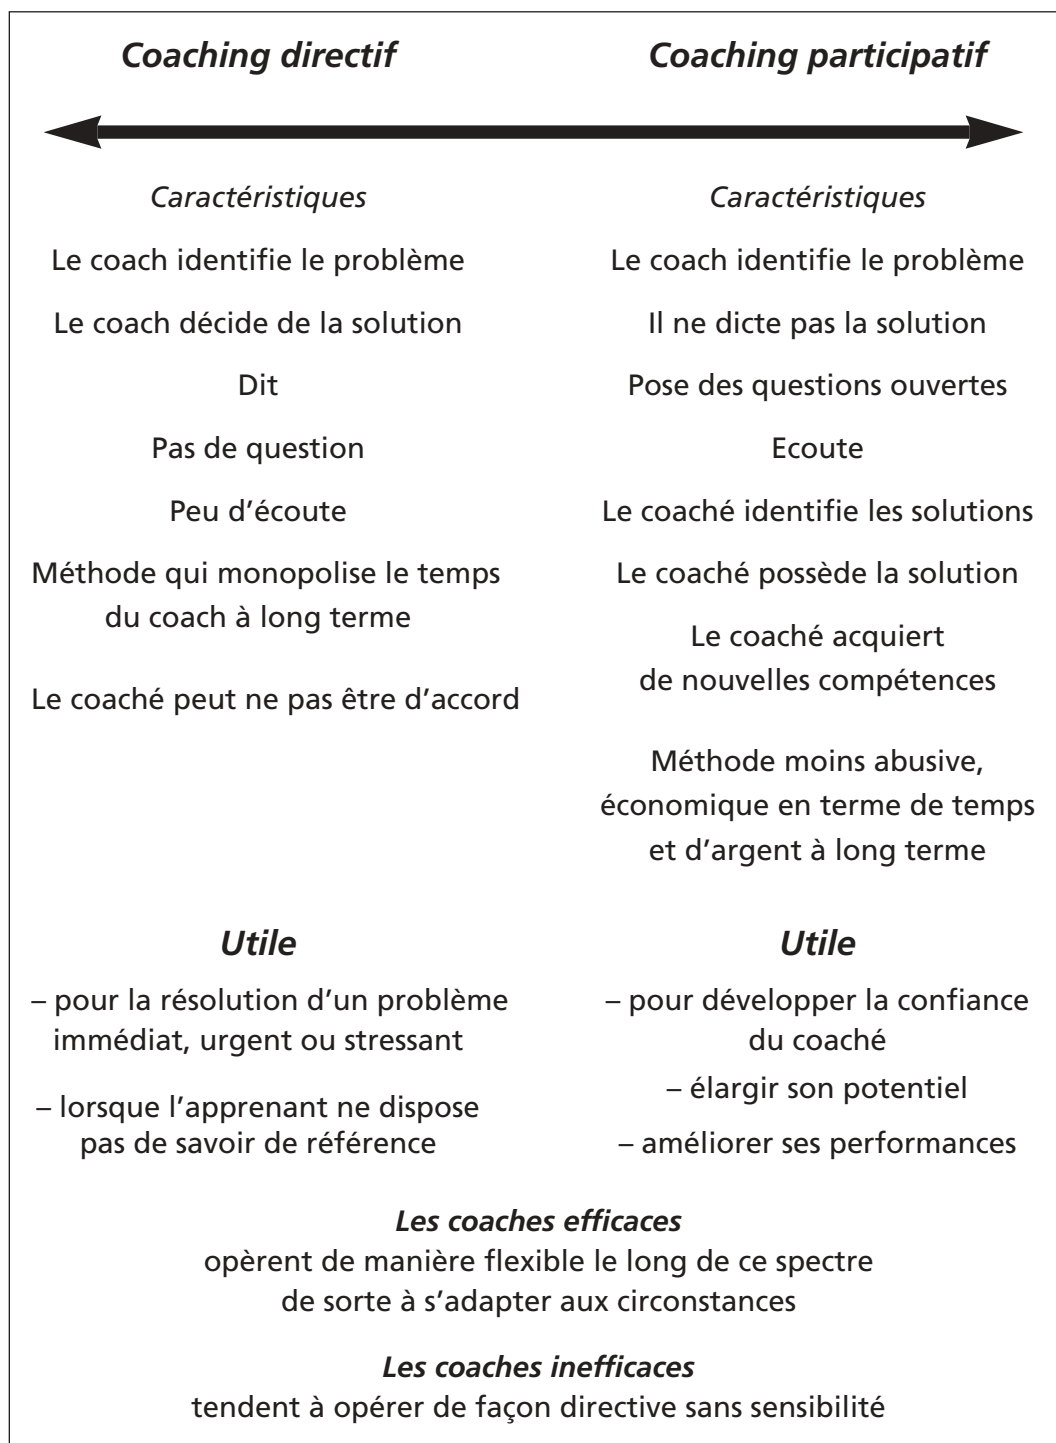 Coaching directif
Coaching participatif
Caractéristiques
Le coach identifie le problème
Le coach décide de la solution
Dit
Pas de question
Peu d’écoute
Méthode qui monopolise le temps
du coach à long terme
Le coaché peut ne pas être d’accord
Caractéristiques
Le coach identifie le problème
Il ne dicte pas la solution
Pose des questions ouvertes
Ecoute
Le coaché identifie les solutions
Le coaché possède la solution
Le coaché acquiert
de nouvelles compétences
Méthode moins abusive,
économique en terme de temps
et d’argent à long terme
Utile
– pour la résolution d’un problème
immédiat, urgent ou stressant
– lorsque l’apprenant ne dispose
pas de savoir de référence
Utile
– pour développer la confiance
du coaché
– élargir son potentiel
– améliorer ses performances
Les coaches efficaces
opèrent de manière flexible le long de ce spectre
de sorte à s’adapter aux circonstances
Les coaches inefficaces
tendent à opérer de façon directive sans sensibilité